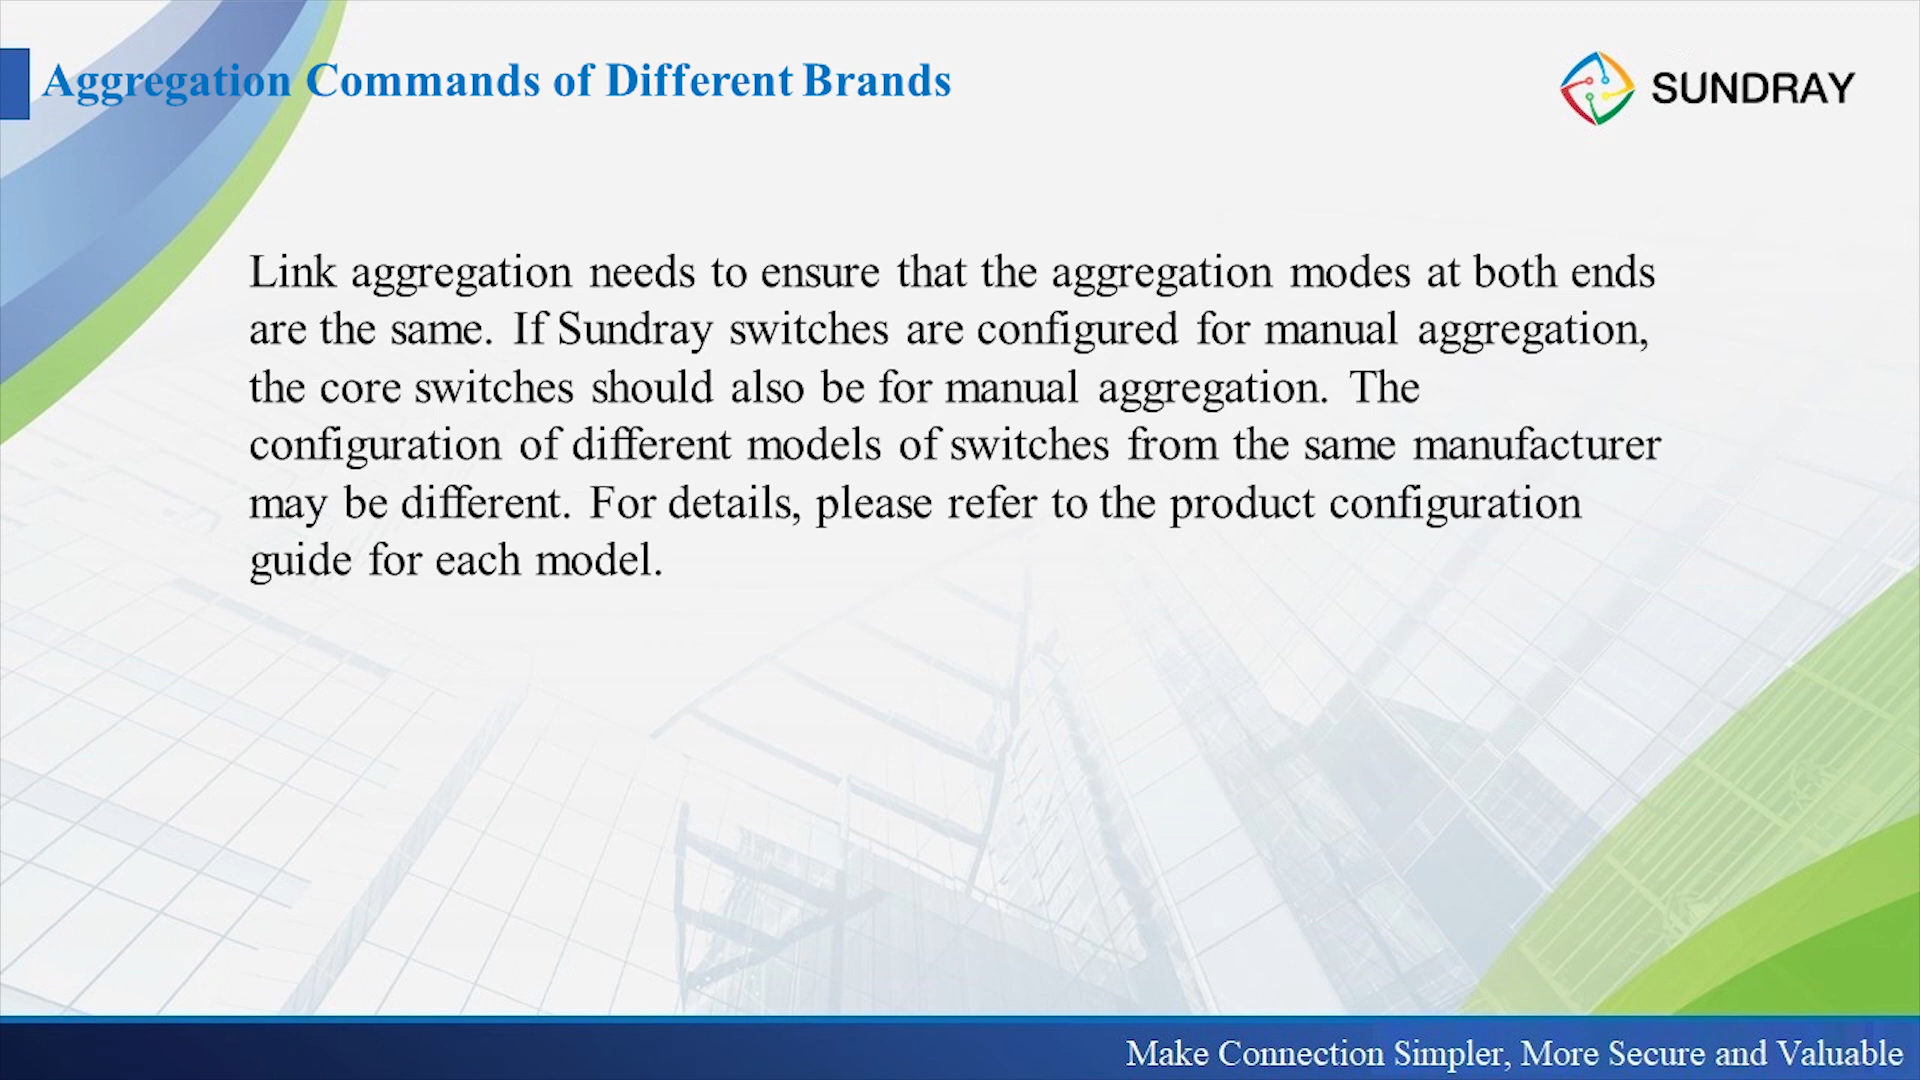 Aggregation Commands of Different Brands
SUNDRAY
Link aggregation needs to ensure that the aggregation modes at both ends
are the same. If Sundray switches are configured for manual aggregation,
the core switches should also be for manual aggregation. The
configuration of different models of switches from the same manufacturer
may be different. For details, please refer to the product configuration
guide for each model.
Make Connection Simpler, More Secure and Valuable